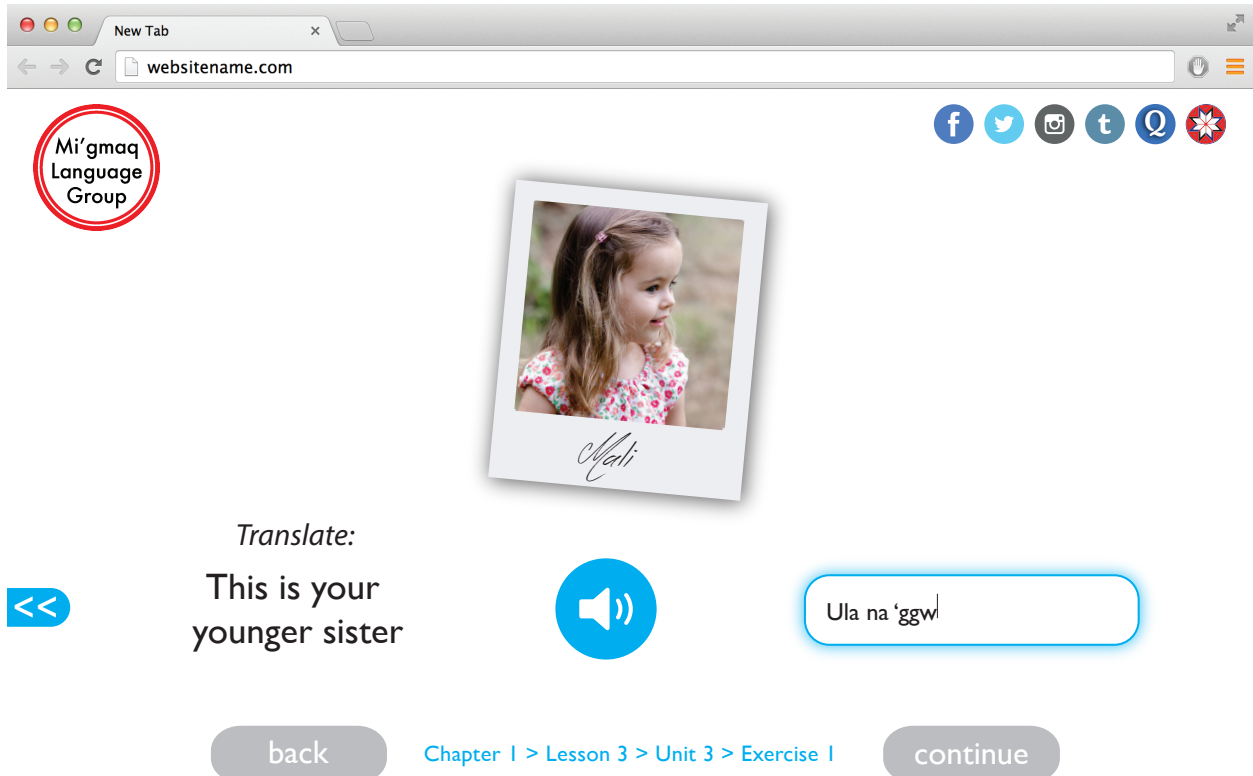 New Tab
websitename.com
Mi’gmaq
Language
Group
f t Q
Mali
Translate:
This is your
younger sister
<<
Ula na ‘ggw
back
Chapter 1 > Lesson 3 > Unit 3 > Exercise 1
continue